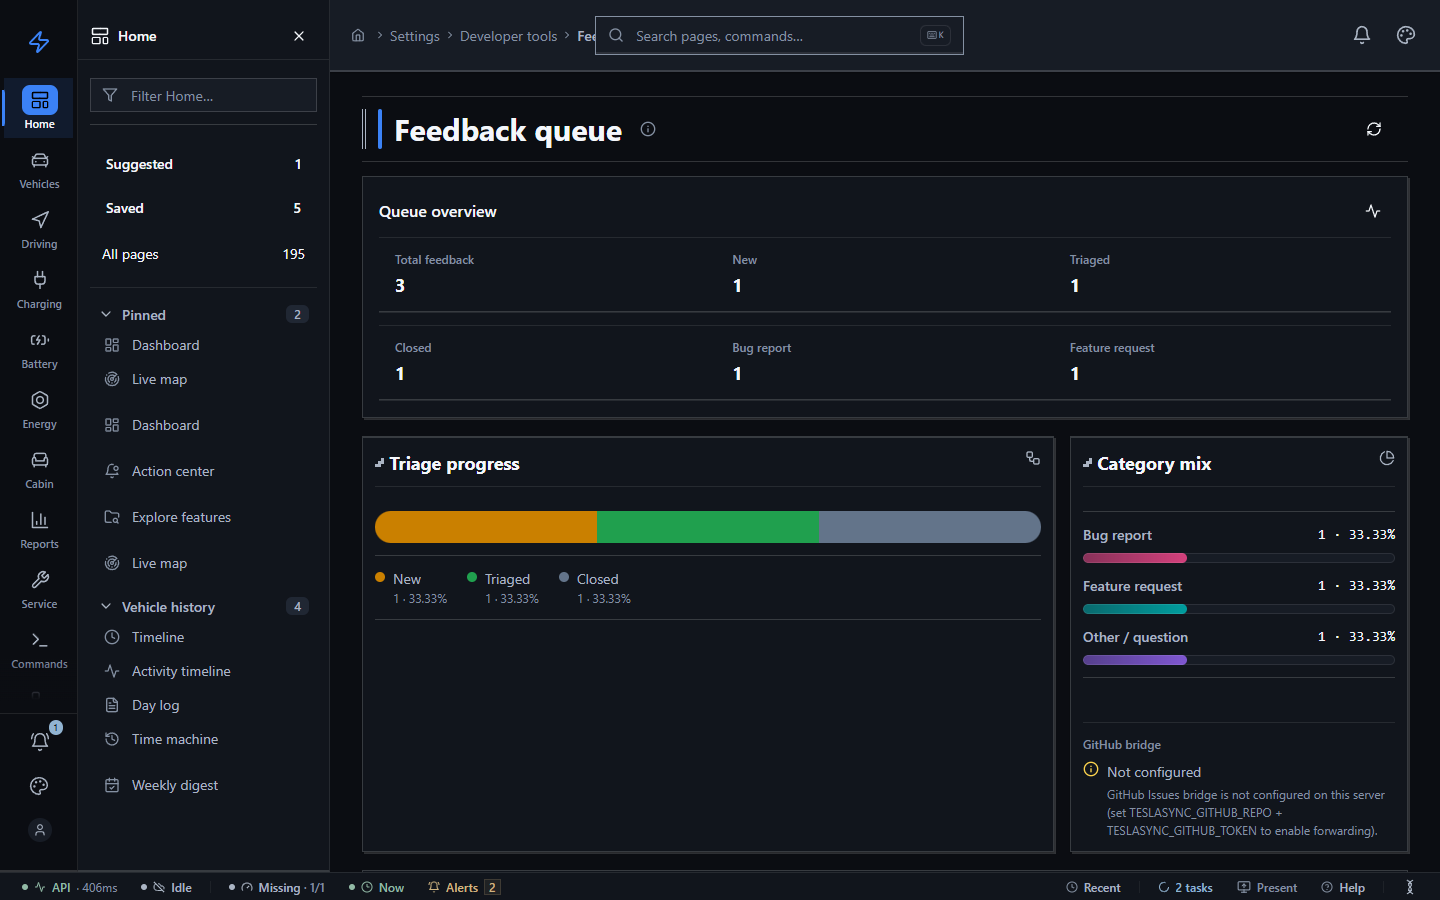 Home
Vehicles
Driving
Charging
Battery
Energy
Cabin
Reports
Service
Commands
1
Home
Filter Home...
Suggested 1
Saved 5
All pages 195
Pinned 2
Dashboard
Live map
Dashboard
Action center
Explore features
Live map
Vehicle history 4
Timeline
Activity timeline
Day log
Time machine
Weekly digest
Settings > Developer tools > Fee
Search pages, commands... K
Feedback queue
Queue overview
Total feedback New Triaged
3 1 1
Closed Bug report Feature request
1 1 1
Triage progress
New Triaged Closed
1 · 33.33% 1 · 33.33% 1 · 33.33%
Category mix
Bug report 1 · 33.33%
Feature request 1 · 33.33%
Other / question 1 · 33.33%
GitHub bridge
Not configured
GitHub Issues bridge is not configured on this server
(set TESLASYNC_GITHUB_REPO +
TESLASYNC_GITHUB_TOKEN to enable forwarding).
API · 406ms Idle Missing · 1/1 Now Alerts 2 Recent 2 tasks Present Help